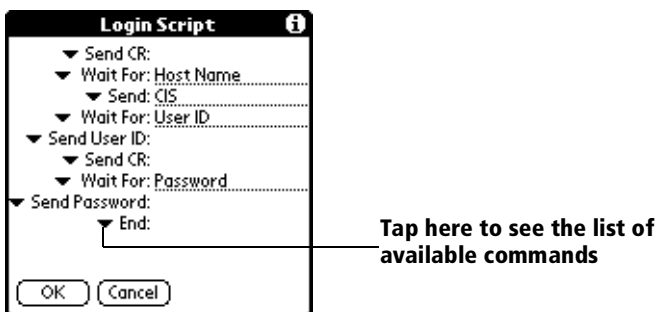 Login Script i
Send CR:
Wait For: Host Name
Send: CIS
Wait For: User ID
Send User ID:
Send CR:
Wait For: Password
Send Password:
End:
Tap here to see the list of
available commands
OK Cancel